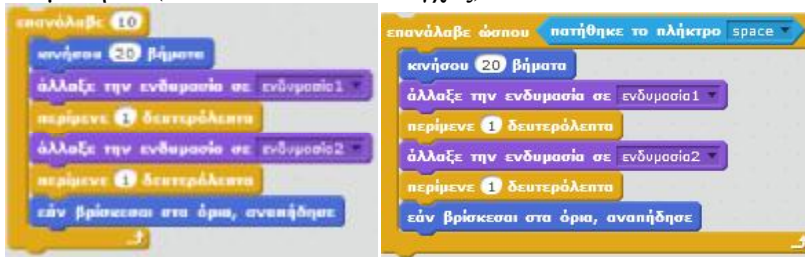 επανάλαβε 10
κινήσου 20 βήματα
άλλαξε την ενδυμασία σε ενδυμασία1
περίμενε 1 δευτερόλεπτα
άλλαξε την ενδυμασία σε ενδυμασία2
περίμενε 1 δευτερόλεπτα
εάν βρίσκεσαι στα όρια, αναπήδησε
επανάλαβε ώσπου πατήθηκε το πλήκτρο space
κινήσου 20 βήματα
άλλαξε την ενδυμασία σε ενδυμασία1
περίμενε 1 δευτερόλεπτα
άλλαξε την ενδυμασία σε ενδυμασία2
περίμενε 1 δευτερόλεπτα
εάν βρίσκεσαι στα όρια, αναπήδησε